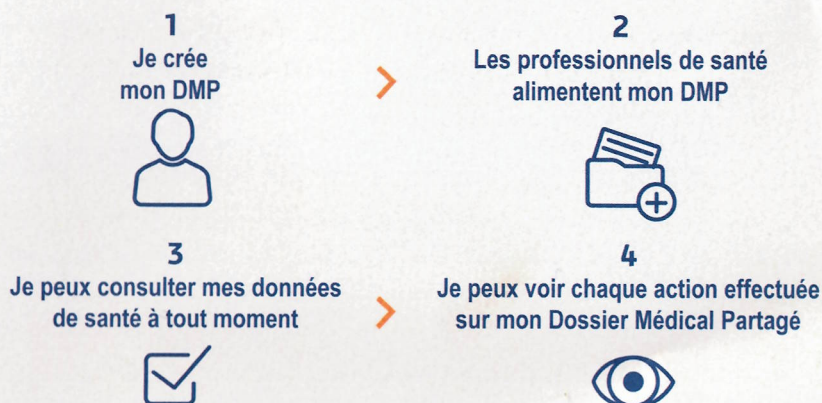 1
Je crée
mon DMP
2
Les professionnels de santé
alimentent mon DMP
3
Je peux consulter mes données
de santé à tout moment
4
Je peux voir chaque action effectuée
sur mon Dossier Médical Partagé